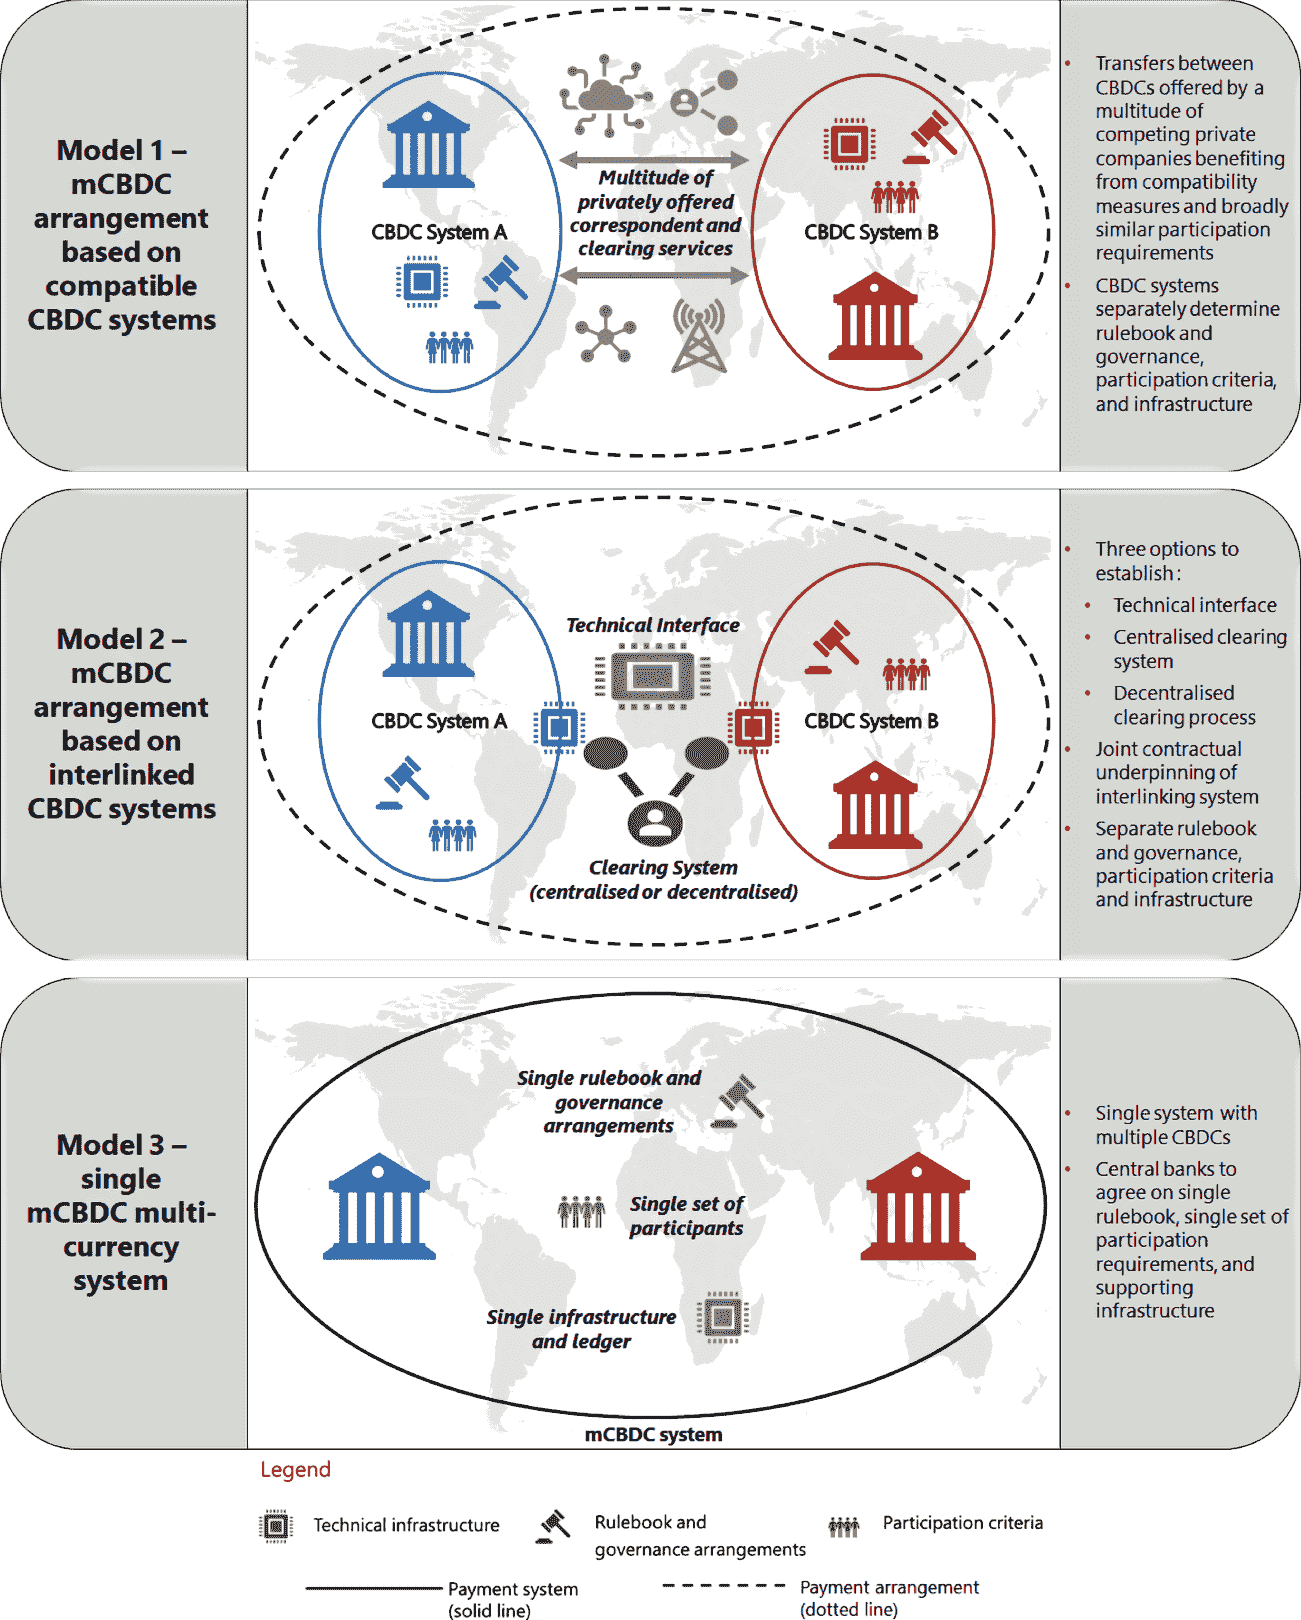 Model 1 –
mCBDC
arrangement
based on
compatible
CBDC systems
CBDC System A
Multitude of
privately offered
correspondent and
clearing services
CBDC System B
• Transfers between
CBDCs offered by a
multitude of
competing private
companies benefiting
from compatibility
measures and broadly
similar participation
requirements
• CBDC systems
separately determine
rulebook and
governance,
participation criteria,
and infrastructure
Model 2 –
mCBDC
arrangement
based on
interlinked
CBDC systems
CBDC System A
Technical Interface
Clearing System
(centralised or decentralised)
CBDC System B
• Three options to
establish:
• Technical interface
• Centralised clearing
system
• Decentralised
clearing process
• Joint contractual
underpinning of
interlinking system
• Separate rulebook
and governance,
participation criteria
and infrastructure
Model 3 –
single
mCBDC multi-
currency
system
Single rulebook and
governance
arrangements
Single set of
participants
Single infrastructure
and ledger
mCBDC system
• Single system with
multiple CBDCs
• Central banks to
agree on single
rulebook, single set of
participation
requirements, and
supporting
infrastructure
Legend
Technical infrastructure
Rulebook and
governance arrangements
Participation criteria
Payment system
(solid line)
Payment arrangement
(dotted line)